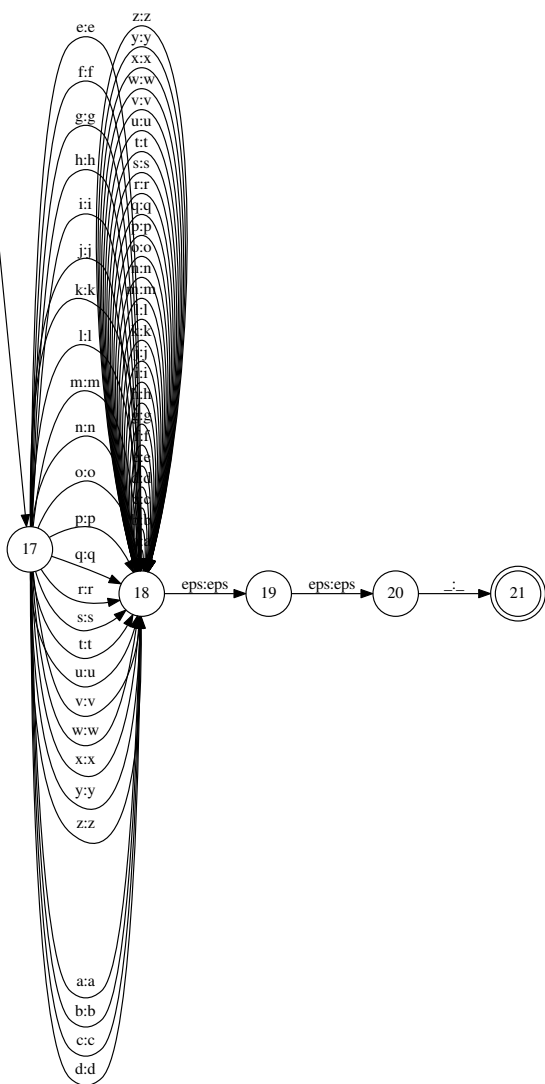 z:z
e:e
y:y
x:x
f:f
w:w
v:v
g:g
u:u
t:t
h:h
s:s
r:r
i:i
q:q
p:p
j:j
o:o
n:n
k:k
m:m
l:l
l:l
k:k
j:j
m:m
i:i
h:h
n:n
g:g
f:f
o:o
e:e
d:d
p:p
17
q:q
18
eps:eps
19
eps:eps
20
_:_
21
r:r
s:s
t:t
u:u
v:v
w:w
x:x
y:y
z:z
a:a
b:b
c:c
d:d